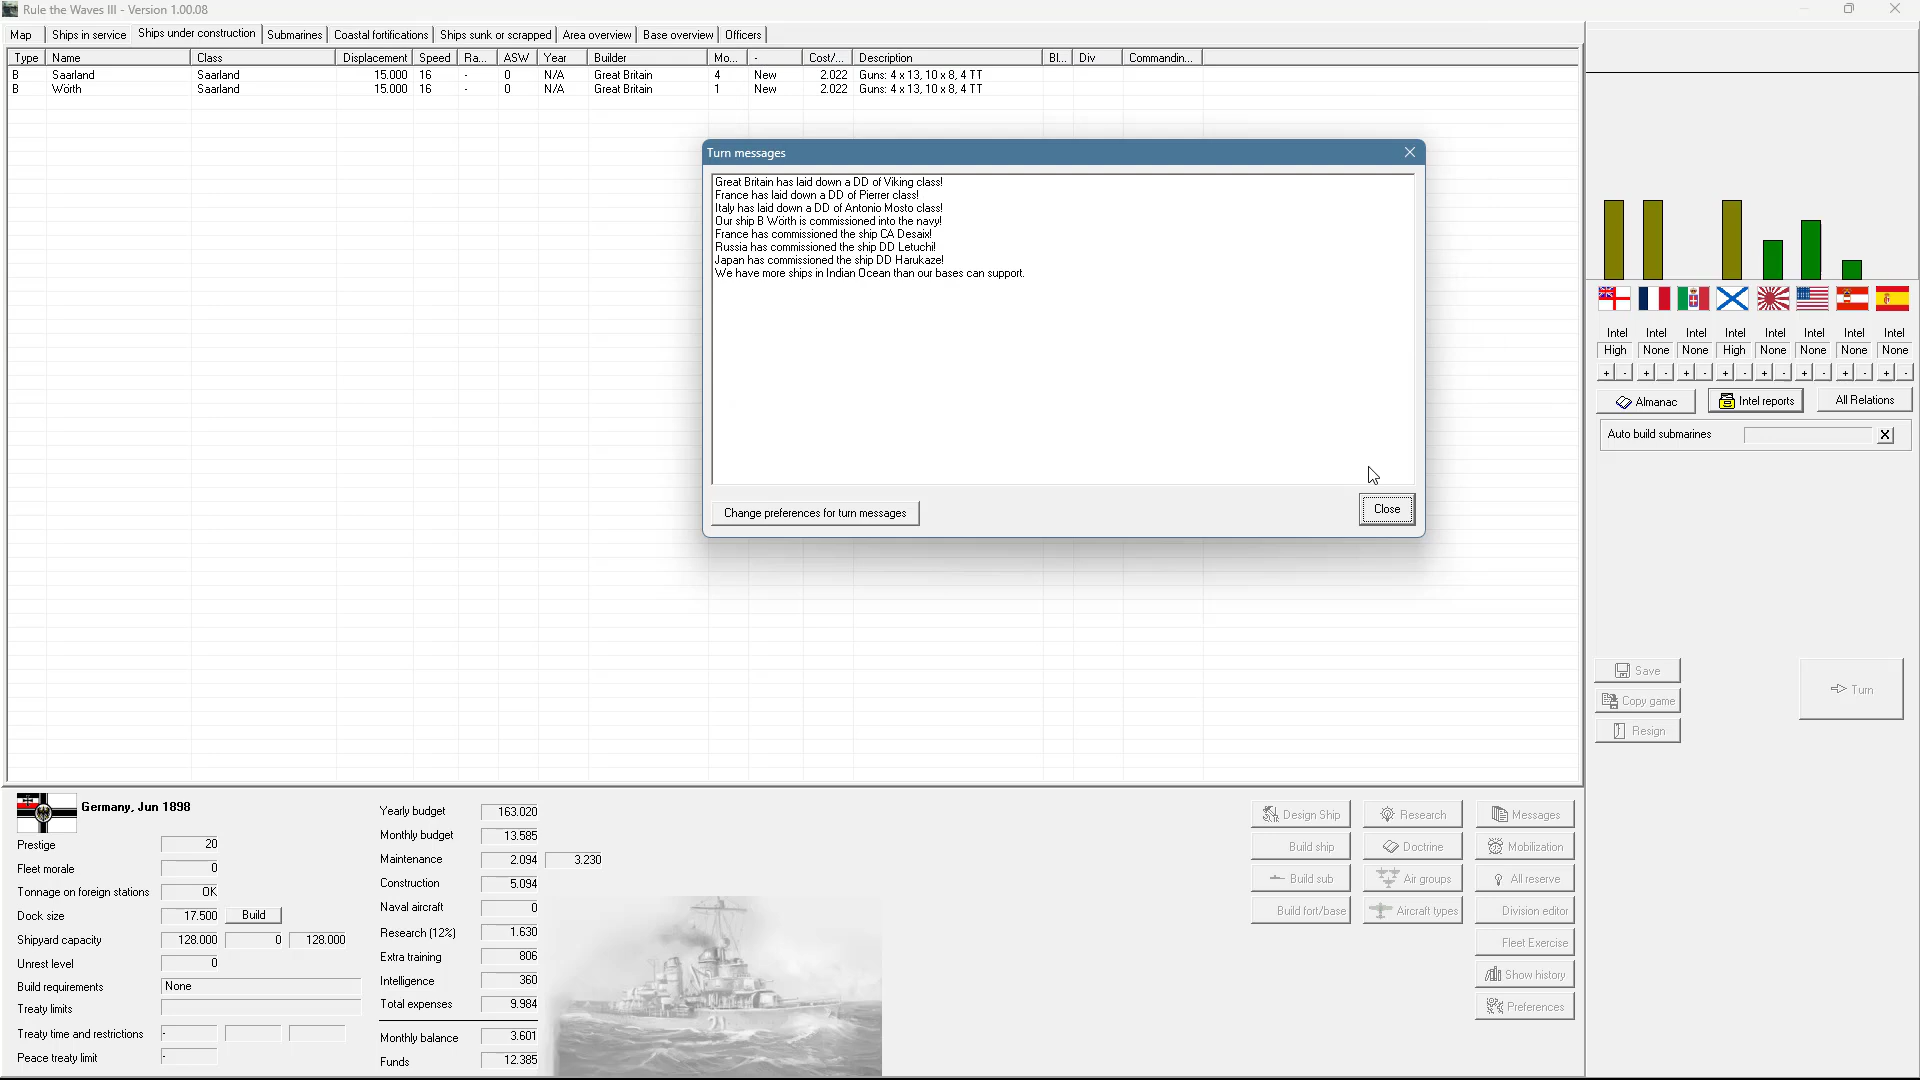 Rule the Waves III - Version 1.00.08
Map Ships in service Ships under construction Submarines Coastal fortifications Ships sunk or scrapped Area overview Base overview Officers
Type Name Class Displacement Speed Ra... ASW Year Builder Mo... - Cost/... Description Bl... Div Commandin...
B Saarland Saarland 15.000 16 - 0 N/A Great Britain 4 New 2.022 Guns: 4 x 13, 10 x 8, 4 TT
B Wörth Saarland 15.000 16 - 0 N/A Great Britain 1 New 2.022 Guns: 4 x 13, 10 x 8, 4 TT
Turn messages
Great Britain has laid down a DD of Viking class!
France has laid down a DD of Pierrer class!
Italy has laid down a DD of Antonio Mosto class!
Our ship B Wörth is commissioned into the navy!
France has commissioned the ship CA Desaix!
Russia has commissioned the ship DD Letuchi!
Japan has commissioned the ship DD Harukaze!
We have more ships in Indian Ocean than our bases can support.
Change preferences for turn messages
Close
Intel Intel Intel Intel Intel Intel Intel Intel
High None None High None None None None
+ - + - + - + - + - + - + - + -
Almanac Intel reports All Relations
Auto build submarines X
Save
Copy game
Resign
Turn
Germany, Jun 1898
Prestige 20
Fleet morale 0
Tonnage on foreign stations OK
Dock size 17.500 Build
Shipyard capacity 128.000 0 128.000
Unrest level 0
Build requirements None
Treaty limits
Treaty time and restrictions -
Peace treaty limit -
Yearly budget 163.020
Monthly budget 13.585
Maintenance 2.094 3.230
Construction 5.094
Naval aircraft 0
Research (12%) 1.630
Extra training 806
Intelligence 360
Total expenses 9.984
Monthly balance 3.601
Funds 12.385
Design Ship Research Messages
Build ship Doctrine Mobilization
Build sub Air groups All reserve
Build fort/base Aircraft types Division editor
Fleet Exercise
Show history
Preferences